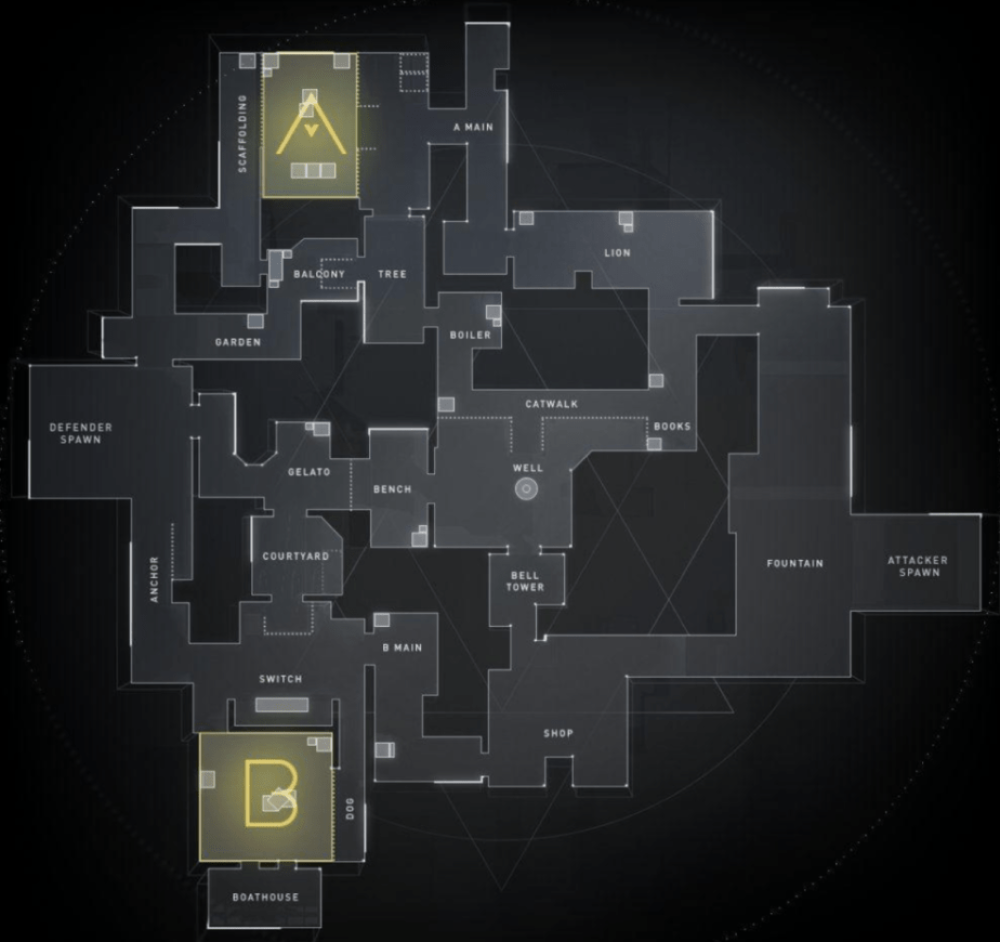 A MAIN
SCAFFOLDING
A
LION
BALCONY
TREE
BOILER
GARDEN
CATWALK
DEFENDER
SPAWN
BOOKS
GELATO
WELL
BENCH
COURTYARD
ANCHOR
BELL
TOWER
FOUNTAIN
ATTACKER
SPAWN
B MAIN
SWITCH
SHOP
B
DOG
BOATHOUSE